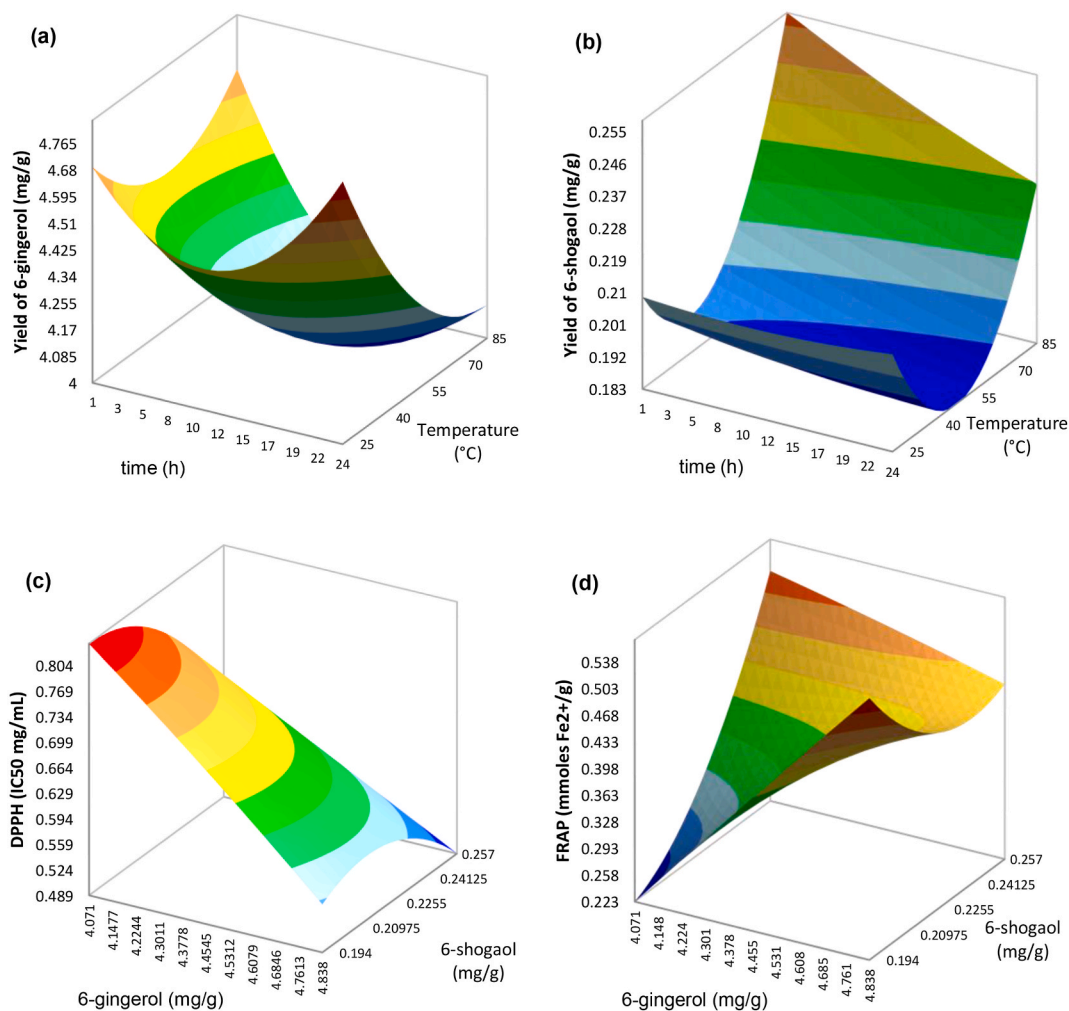 (a)
Yield of 6-gingerol (mg/g)
4.765
4.68
4.595
4.51
4.425
4.34
4.255
4.17
4.085
4
1 3 5 8 10 12 15 17 19 22 24
time (h)
25 40 55 70 85
Temperature
(°C)
(b)
Yield of 6-shogaol (mg/g)
0.255
0.246
0.237
0.228
0.219
0.21
0.201
0.192
0.183
1 3 5 8 10 12 15 17 19 22 24
time (h)
25 40 55 70 85
Temperature
(°C)
(c)
DPPH (IC50 mg/mL)
0.804
0.769
0.734
0.699
0.664
0.629
0.594
0.559
0.524
0.489
4.071 4.1477 4.2244 4.3011 4.3778 4.4545 4.5312 4.6079 4.6846 4.7613 4.838
6-gingerol (mg/g)
0.194 0.20975 0.2255 0.24125 0.257
6-shogaol
(mg/g)
(d)
FRAP (mmoles Fe2+/g)
0.538
0.503
0.468
0.433
0.398
0.363
0.328
0.293
0.258
0.223
4.071 4.148 4.224 4.301 4.378 4.455 4.531 4.608 4.685 4.761 4.838
6-gingerol (mg/g)
0.194 0.20975 0.2255 0.24125 0.257
6-shogaol
(mg/g)